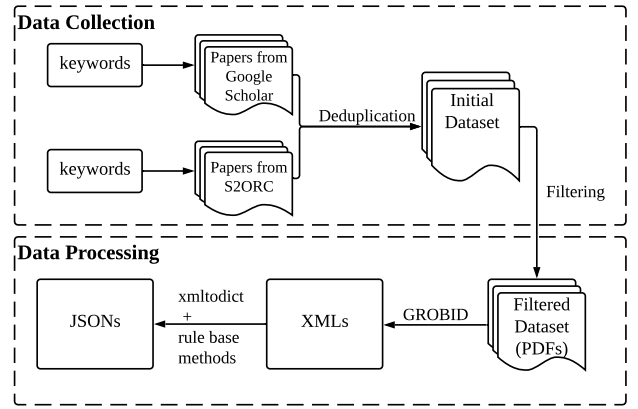 Data Collection
keywords
Papers from
Google
Scholar
Deduplication
Initial
Dataset
keywords
Papers from
S2ORC
Filtering
Data Processing
JSONs
xmltodict
+
rule base
methods
XMLs
GROBID
Filtered
Dataset
(PDFs)